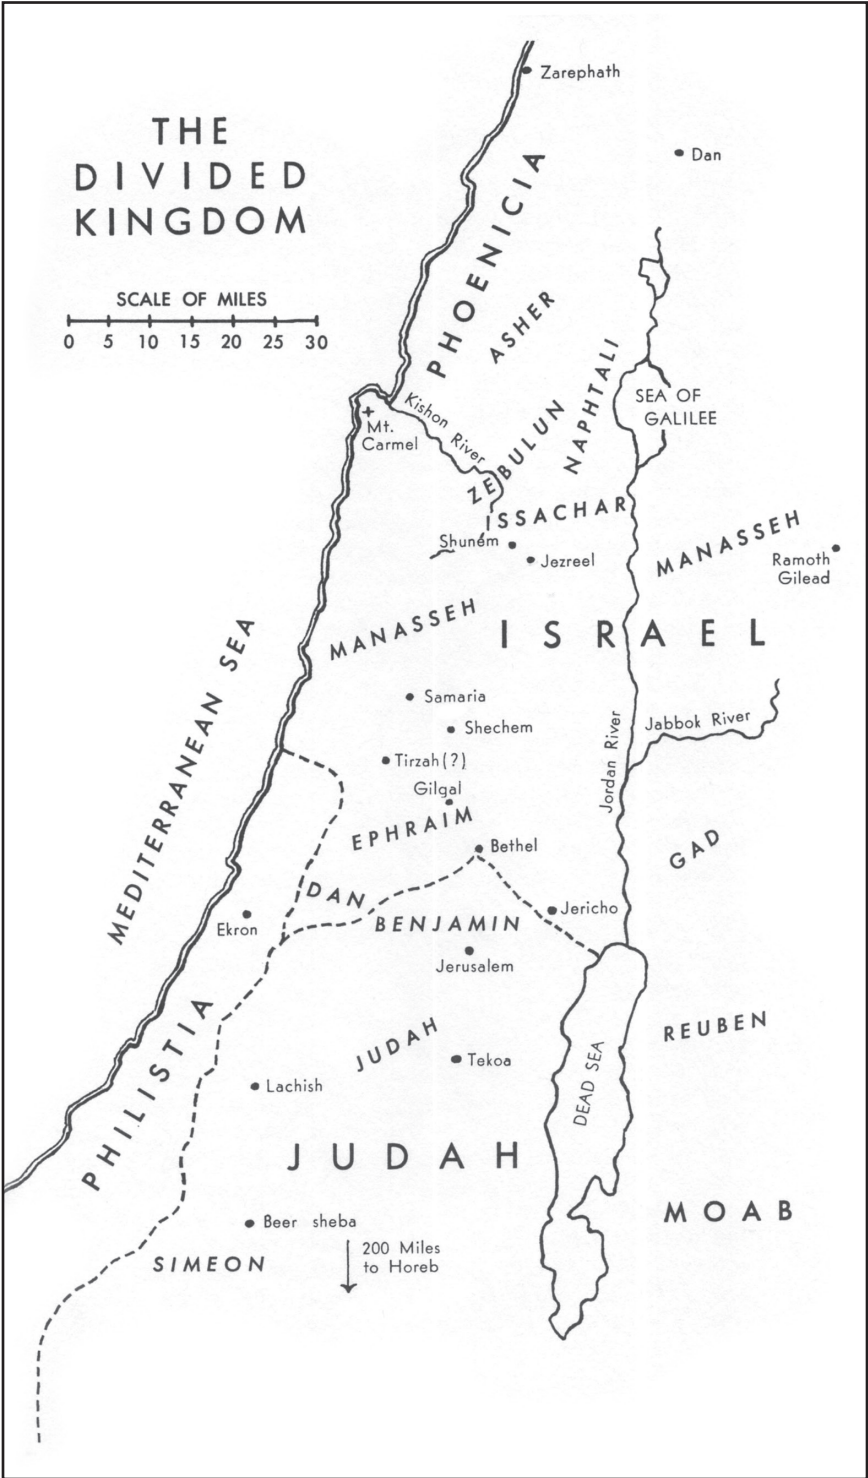 THE
DIVIDED
KINGDOM
SCALE OF MILES
0 5 10 15 20 25 30
Zarephath
Dan
PHOENICIA
ASHER
NAPHTALI
SEA OF
GALILEE
Kishon River
Mt.
Carmel
ZEBULUN
ISSACHAR
Shunem
Jezreel
MANASSEH
Ramoth
Gilead
MANASSEH
ISRAEL
MEDITERRANEAN SEA
Samaria
Shechem
Jordan River
Jabbok River
Tirzah(?)
Gilgal
EPHRAIM
Bethel
GAD
DAN
Jericho
Ekron
BENJAMIN
Jerusalem
PHILISTIA
JUDAH
Tekoa
REUBEN
DEAD SEA
Lachish
JUDAH
MOAB
Beer sheba
200 Miles
to Horeb
SIMEON